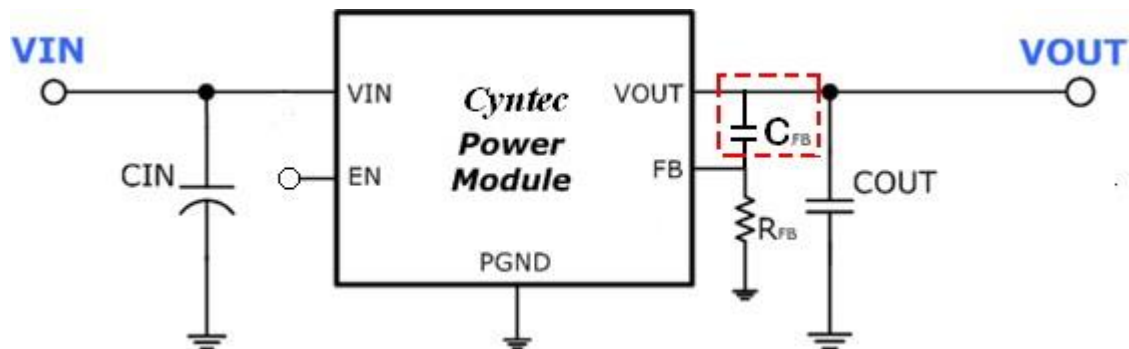 VIN
VOUT
VIN
Cyntec
VOUT
Power
Module
CFB
CIN
EN
FB
COUT
RFB
PGND